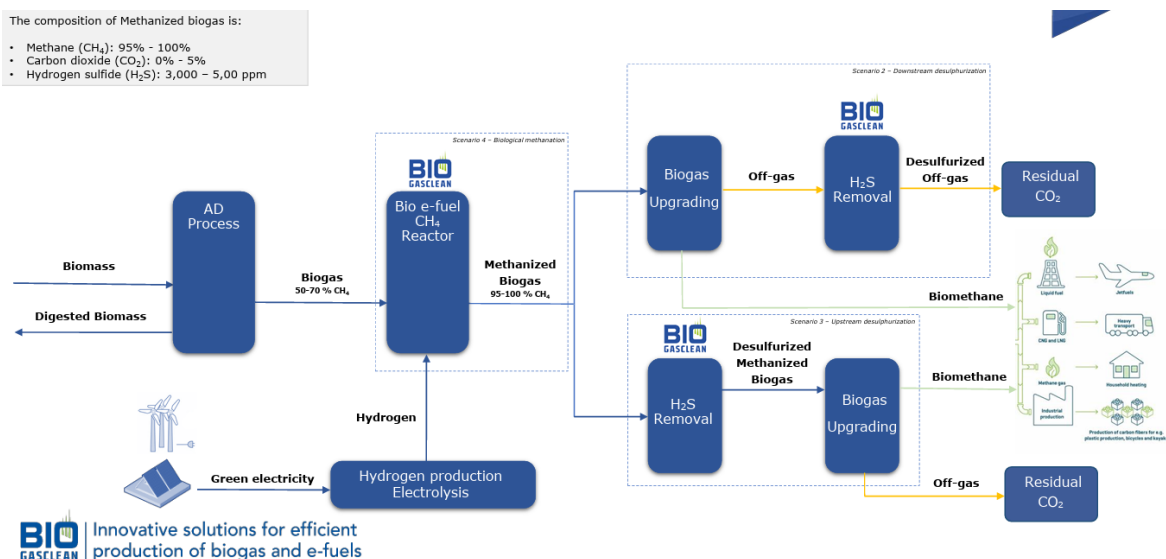 The composition of Methanized biogas is:
• Methane (CH₄): 95% - 100%
• Carbon dioxide (CO₂): 0% - 5%
• Hydrogen sulfide (H₂S): 3,000 – 5,00 ppm
Scenario 2 – Downstream desulphurization
Scenario 4 – Biological methanation
BIO
GASCLEAN
BIO
GASCLEAN
AD
Process
Bio e-fuel
CH₄
Reactor
Biogas
Upgrading
Off-gas
H₂S
Removal
Desulfurized
Off-gas
Residual
CO₂
Biomass
Digested Biomass
Biogas
50-70 % CH₄
Methanized
Biogas
95-100 % CH₄
Biomethane
Liquid fuel
Jetfuels
CNG and LNG
Heavy
transport
Methane gas
Household heating
Industrial
production
Production of carbon fibers for e.g.
plastic production, bicycles and kayak
Scenario 3 – Upstream desulphurization
BIO
GASCLEAN
H₂S
Removal
Desulfurized
Methanized
Biogas
Biogas
Upgrading
Biomethane
Hydrogen
Green electricity
Hydrogen production
Electrolysis
Off-gas
Residual
CO₂
BIO
GASCLEAN
Innovative solutions for efficient
production of biogas and e-fuels